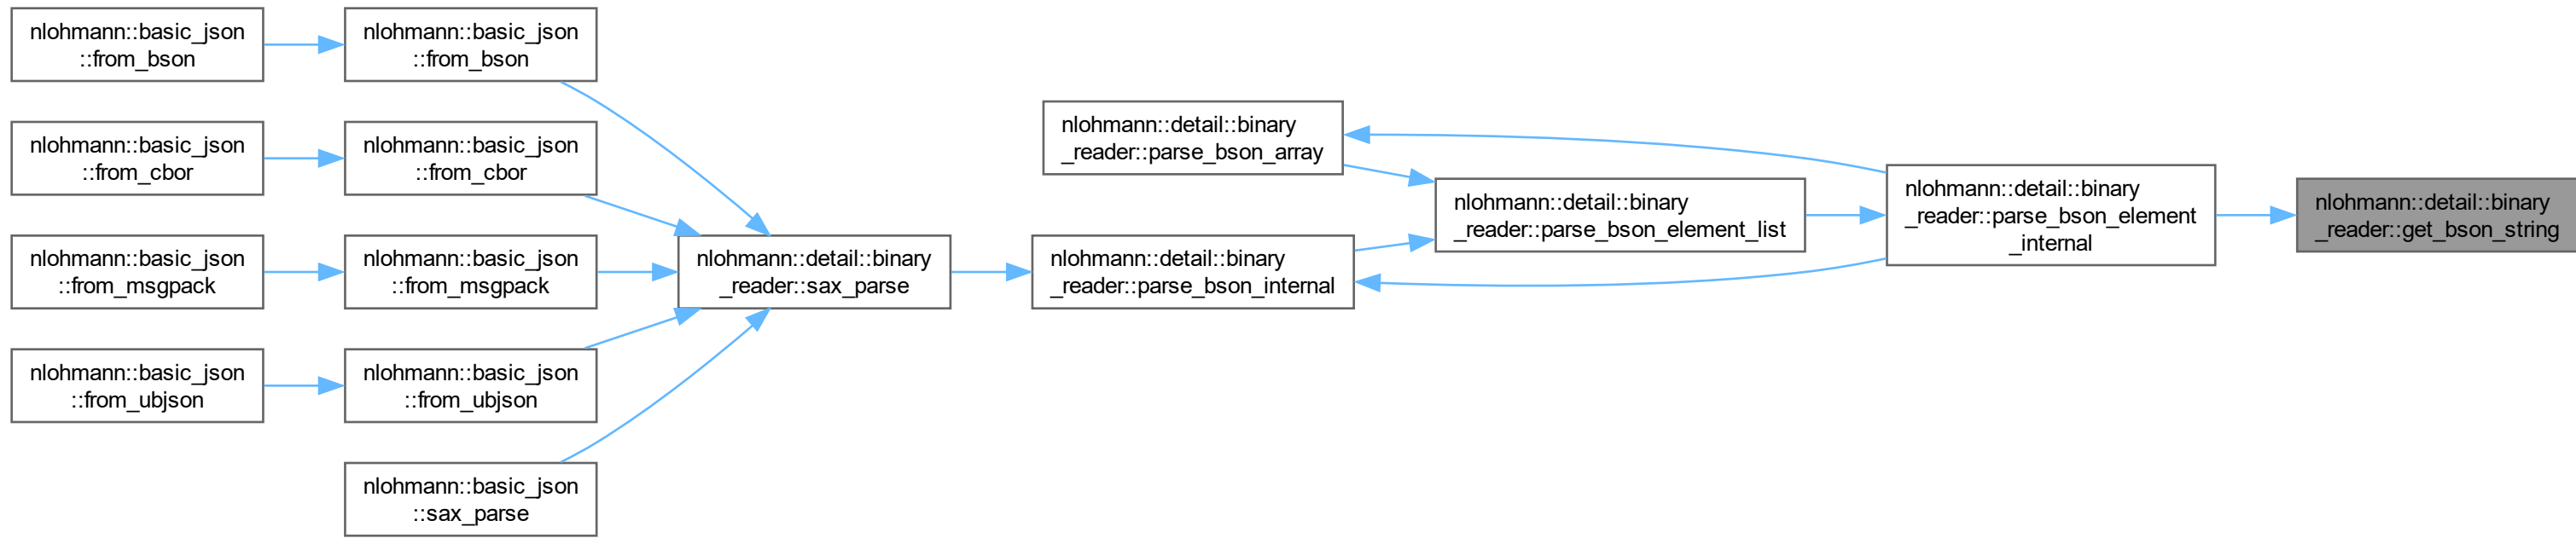 nlohmann::basic_json
::from_bson
nlohmann::basic_json
::from_bson
nlohmann::basic_json
::from_cbor
nlohmann::basic_json
::from_cbor
nlohmann::basic_json
::from_msgpack
nlohmann::basic_json
::from_msgpack
nlohmann::basic_json
::from_ubjson
nlohmann::basic_json
::from_ubjson
nlohmann::basic_json
::sax_parse
nlohmann::detail::binary
_reader::sax_parse
nlohmann::detail::binary
_reader::parse_bson_array
nlohmann::detail::binary
_reader::parse_bson_internal
nlohmann::detail::binary
_reader::parse_bson_element_list
nlohmann::detail::binary
_reader::parse_bson_element
_internal
nlohmann::detail::binary
_reader::get_bson_string